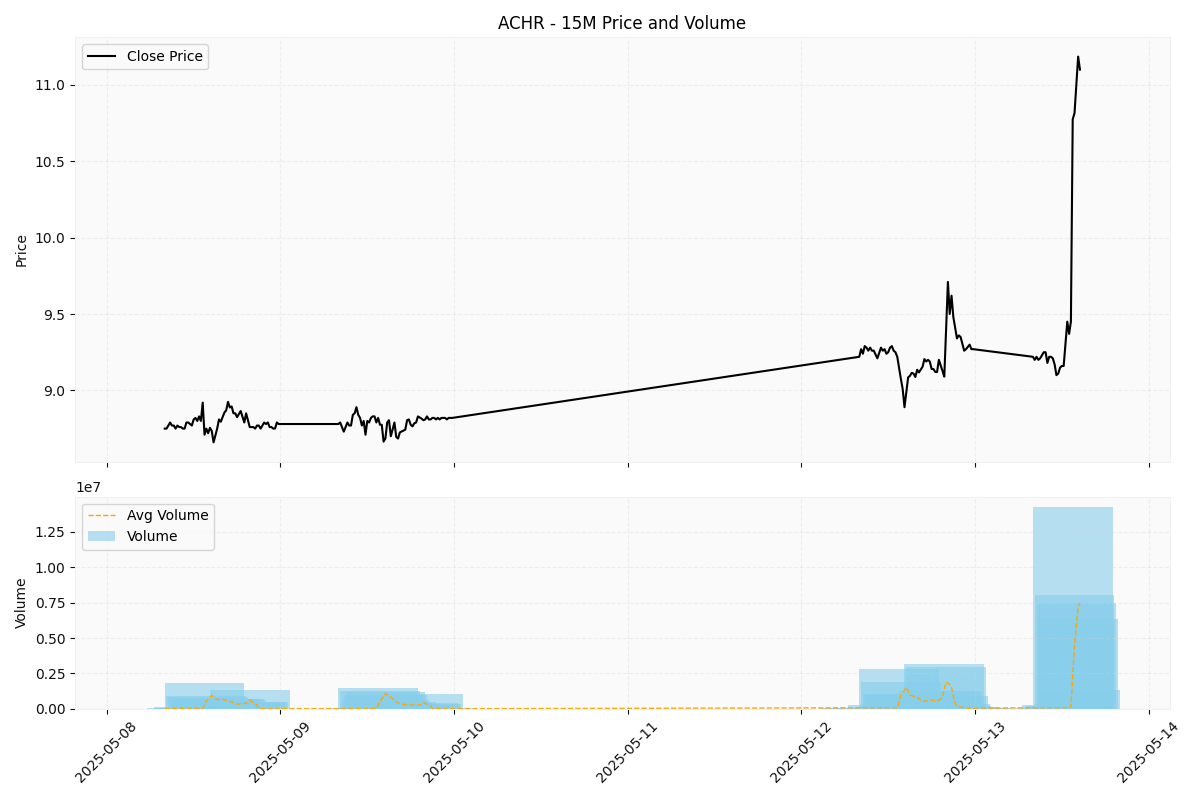 ACHR - 15M Price and Volume
Close Price
11.0
10.5
10.0
9.5
9.0
Price
1e7
Avg Volume
Volume
1.25
1.00
0.75
0.50
0.25
0.00
Volume
2025-05-08
2025-05-09
2025-05-10
2025-05-11
2025-05-12
2025-05-13
2025-05-14